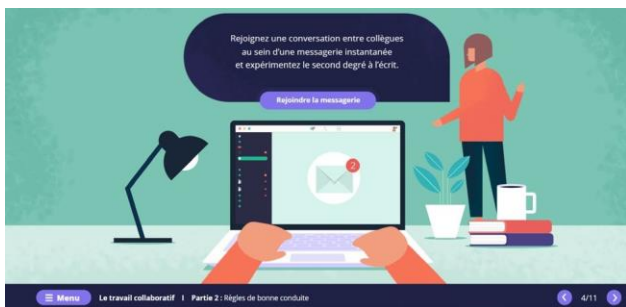 Rejoignez une conversation entre collègues
au sein d'une messagerie instantanée
et expérimentez le second degré à l'écrit.
Rejoindre la messagerie
2
Menu Le travail collaboratif I Partie 2 : Règles de bonne conduite 4/11